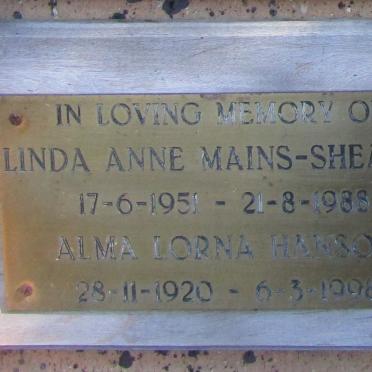 IN LOVING MEMORY O
LINDA ANNE MAINS-SHEA
17-6-1951 - 21-8-1988
ALMA LORNA HANSO
28-11-1920 - 6-3-1998